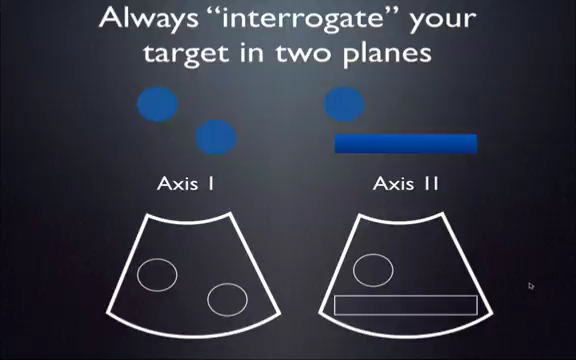 Always “interrogate” your
target in two planes
Axis I
Axis II